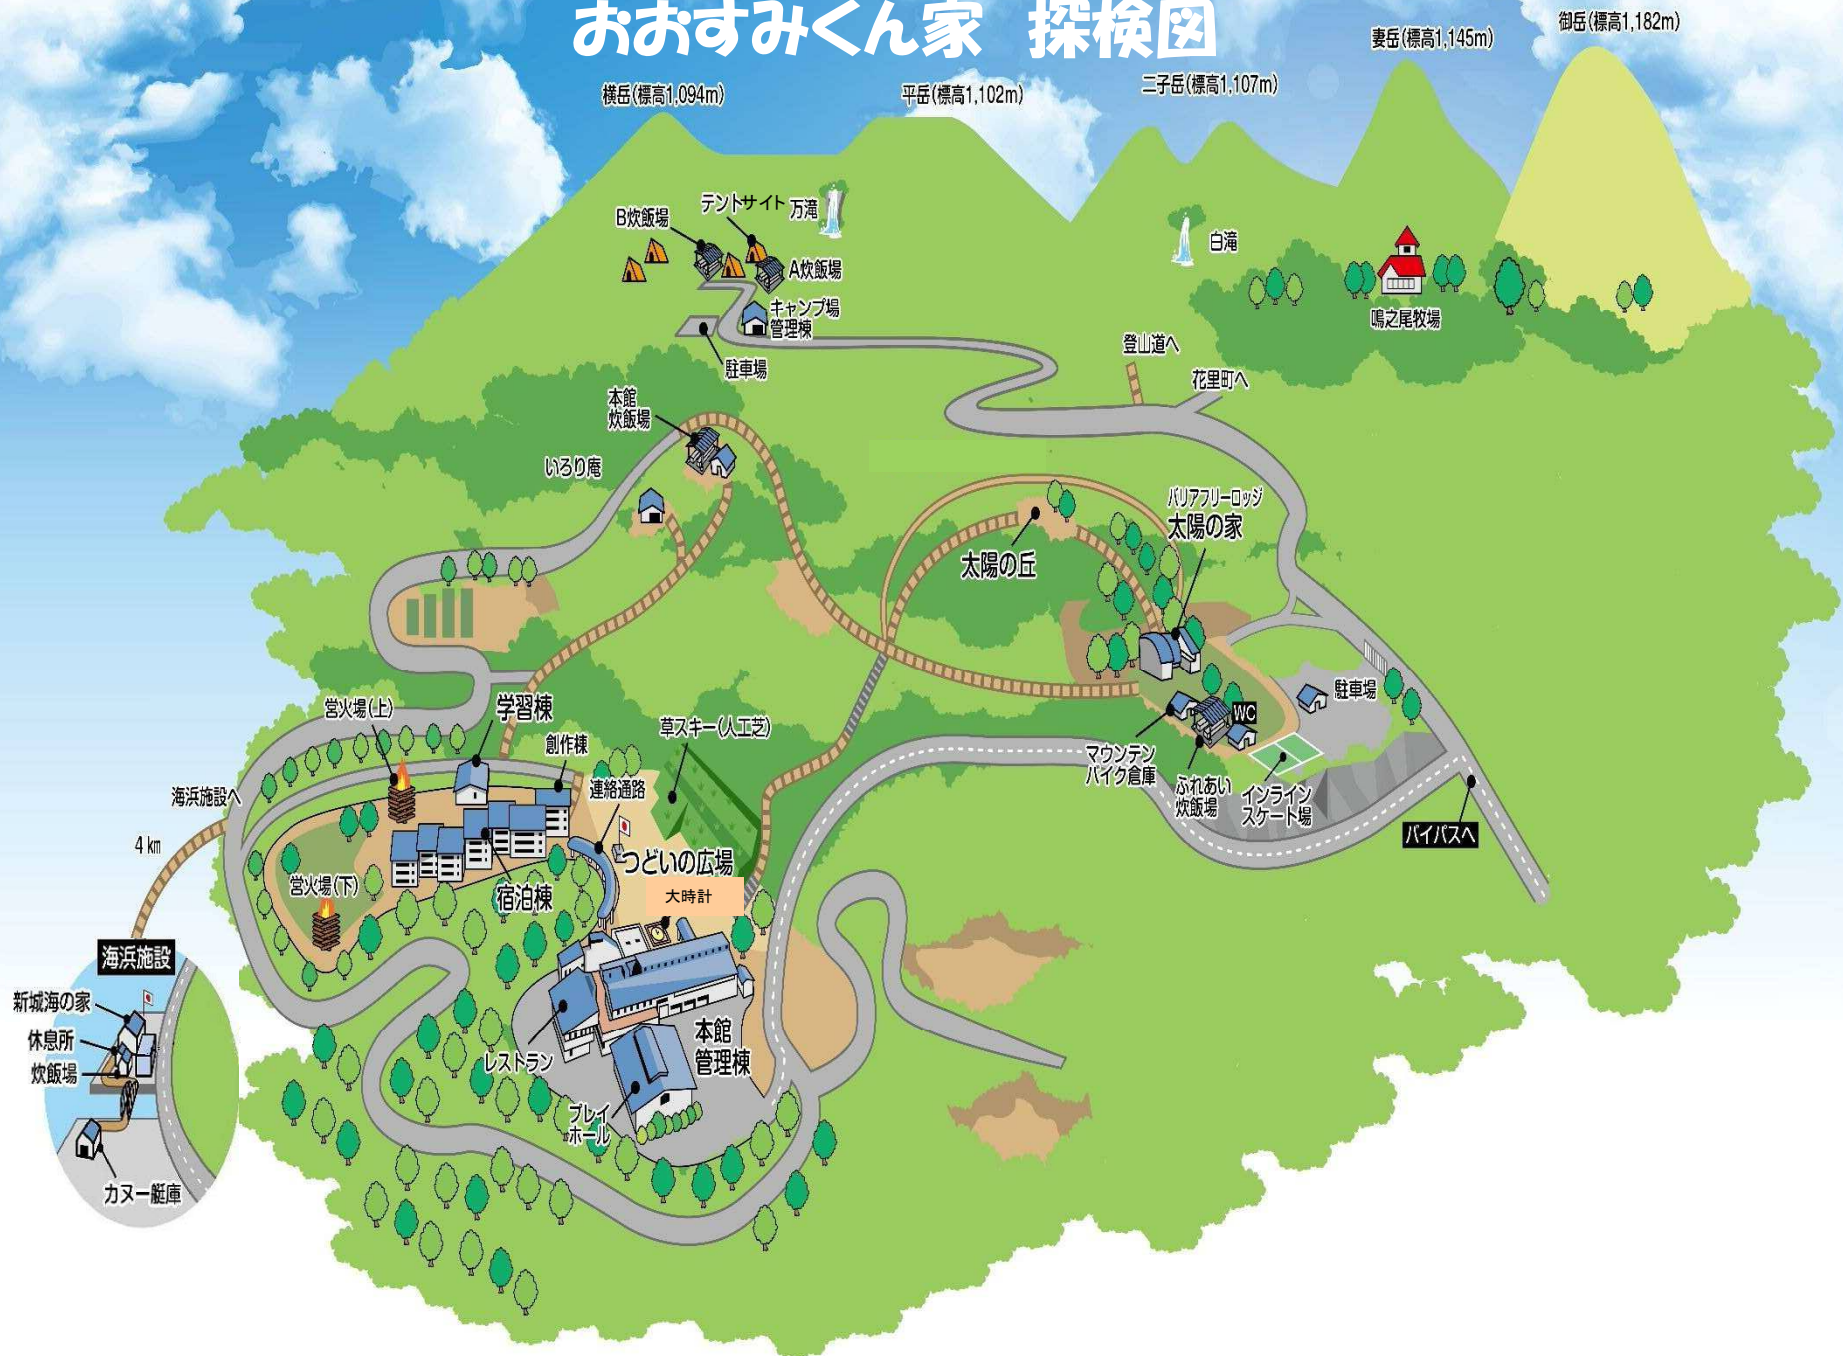 おおすみくん家 探検図
御岳(標高1,182m)
妻岳(標高1,145m)
二子岳(標高1,107m)
平岳(標高1,102m)
横岳(標高1,094m)
テントサイト
万滝
B炊飯場
A炊飯場
白滝
キャンプ場
管理棟
鳴之尾牧場
駐車場
登山道へ
花里町へ
本館
炊飯場
いろり庵
バリアフリーロッジ
太陽の家
太陽の丘
駐車場
WC
営火場(上)
学習棟
草スキー(人工芝)
創作棟
マウンテン
バイク倉庫
連絡通路
ふれあい
炊飯場
インライン
スケート場
海浜施設へ
バイパスへ
4 km
つどいの広場
営火場(下)
宿泊棟
大時計
海浜施設
新城海の家
休息所
炊飯場
本館
管理棟
レストラン
プレイ
ホール
カヌー艇庫